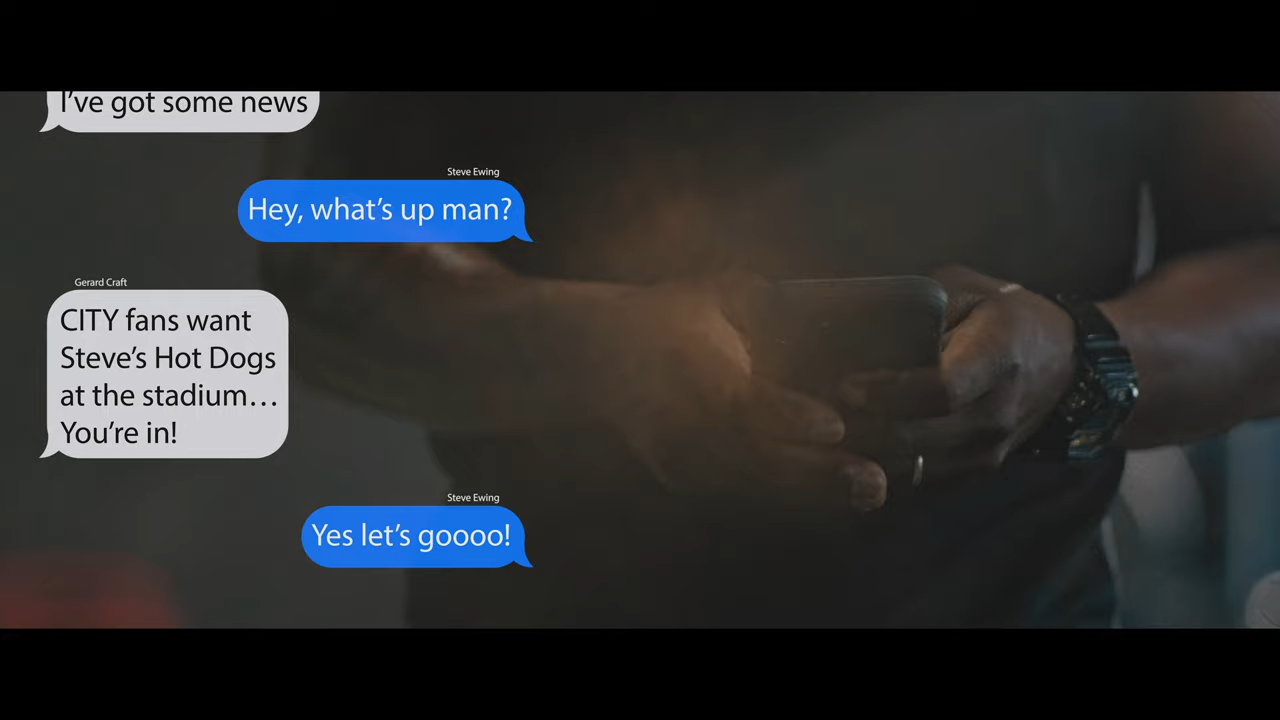 I've got some news
Steve Ewing
Hey, what's up man?
Gerard Craft
CITY fans want
Steve's Hot Dogs
at the stadium…
You're in!
Steve Ewing
Yes let's goooo!